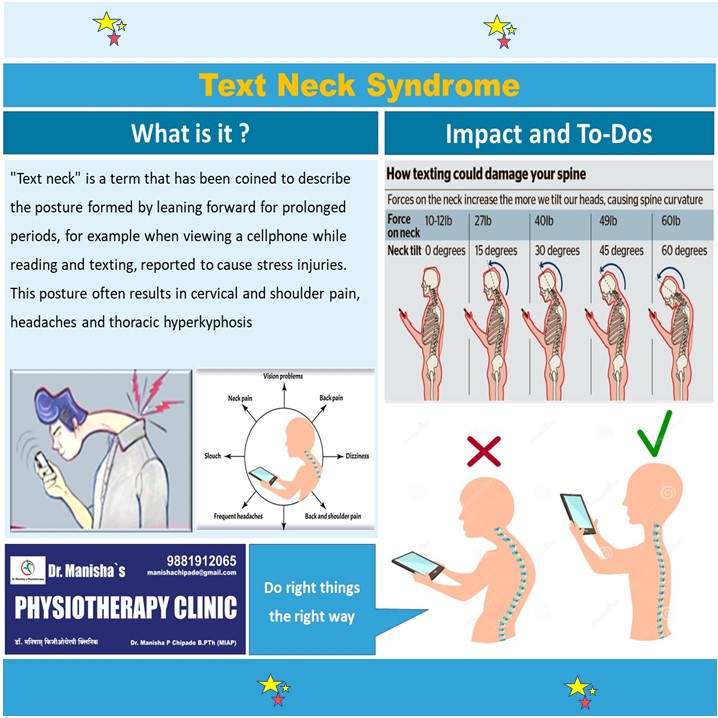 Text Neck Syndrome
What is it ?
"Text neck" is a term that has been coined to describe
the posture formed by leaning forward for prolonged
periods, for example when viewing a cellphone while
reading and texting, reported to cause stress injuries.
This posture often results in cervical and shoulder pain,
headaches and thoracic hyperkyphosis
Vision problems
Neck pain
Back pain
Slouch
Dizziness
Frequent headaches
Back and shoulder pain
Impact and To-Dos
How texting could damage your spine
Forces on the neck increase the more we tilt our heads, causing spine curvature
Force on neck 10-12lb 27lb 40lb 49lb 60lb
Neck tilt 0 degrees 15 degrees 30 degrees 45 degrees 60 degrees
Dr. Manisha`s
9881912065
manishachipade@gmail.com
PHYSIOTHERAPY CLINIC
Dr. Manisha P Chipade B.PTh (MIAP)
Do right things
the right way